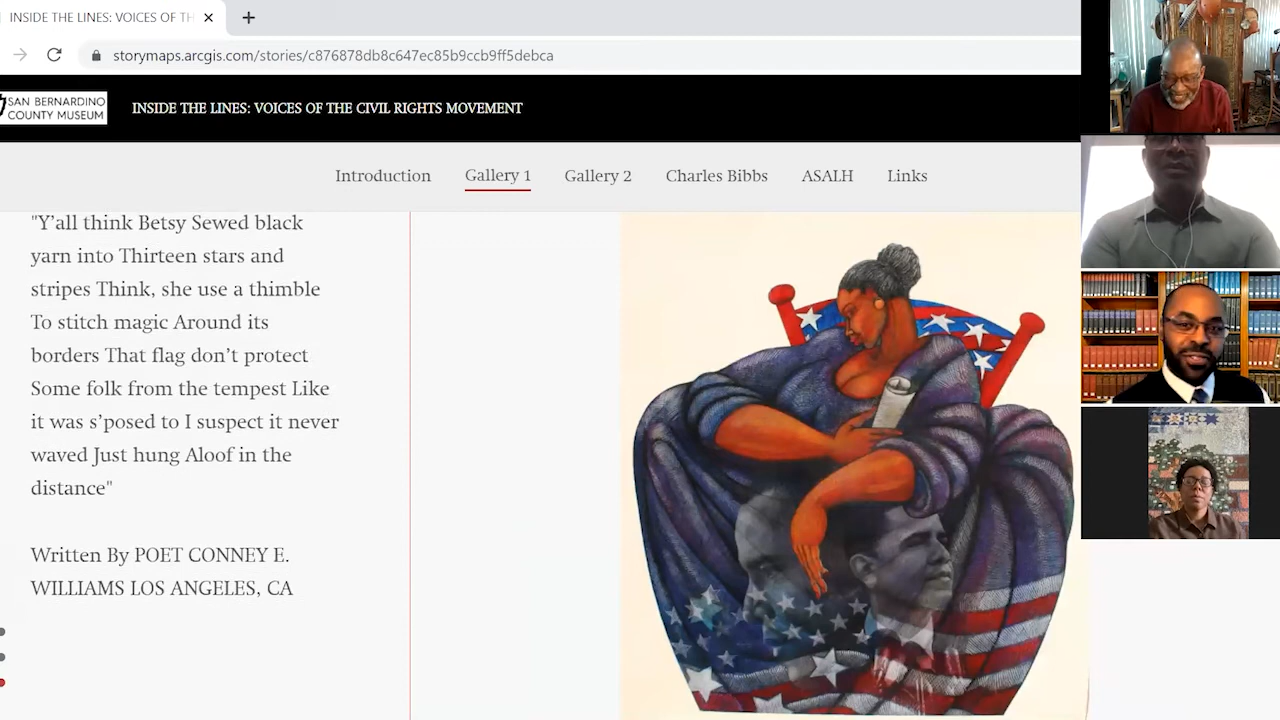 INSIDE THE LINES: VOICES OF TH
storymaps.arcgis.com/stories/c876878db8c647ec85b9ccb9ff5debca
SAN BERNARDINO
COUNTY MUSEUM
INSIDE THE LINES: VOICES OF THE CIVIL RIGHTS MOVEMENT
Introduction Gallery 1 Gallery 2 Charles Bibbs ASALH Links
"Y’all think Betsy Sewed black
yarn into Thirteen stars and
stripes Think, she use a thimble
To stitch magic Around its
borders That flag don’t protect
Some folk from the tempest Like
it was s’posed to I suspect it never
waved Just hung Aloof in the
distance"
Written By POET CONNEY E.
WILLIAMS LOS ANGELES, CA